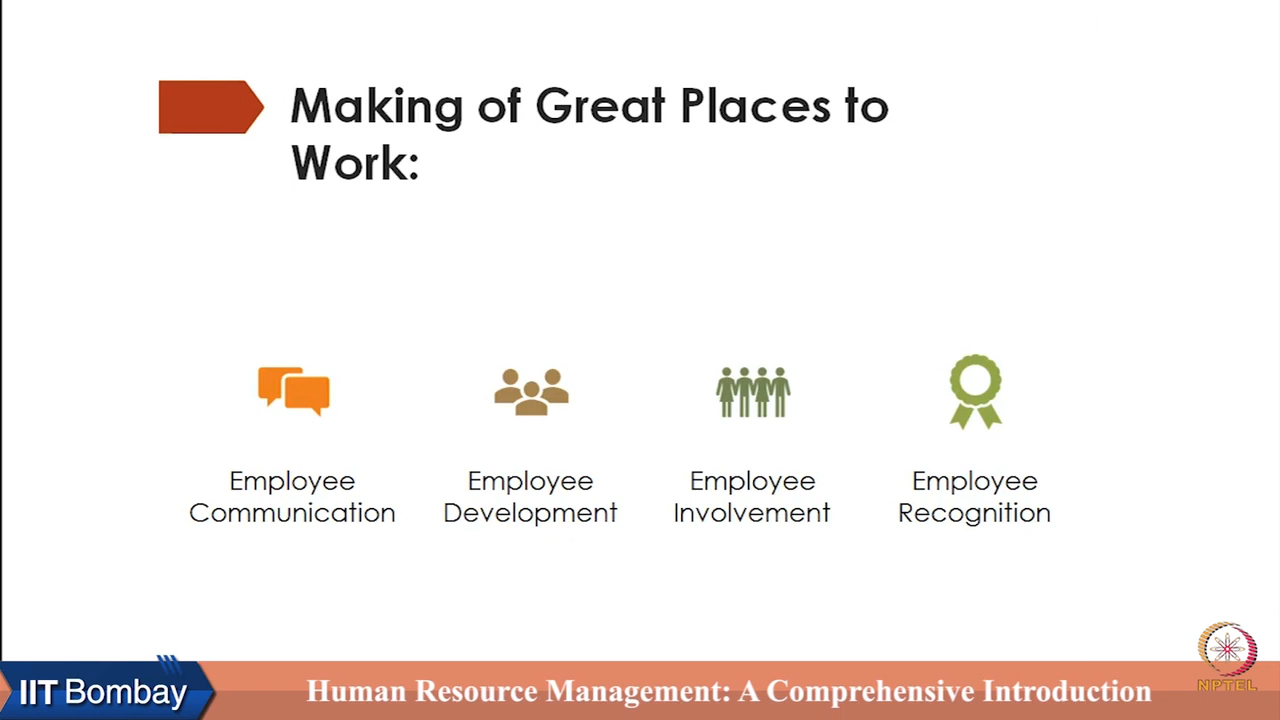 Making of Great Places to
Work:
Employee
Communication
Employee
Development
Employee
Involvement
Employee
Recognition
IIT Bombay
Human Resource Management: A Comprehensive Introduction
NPTEL